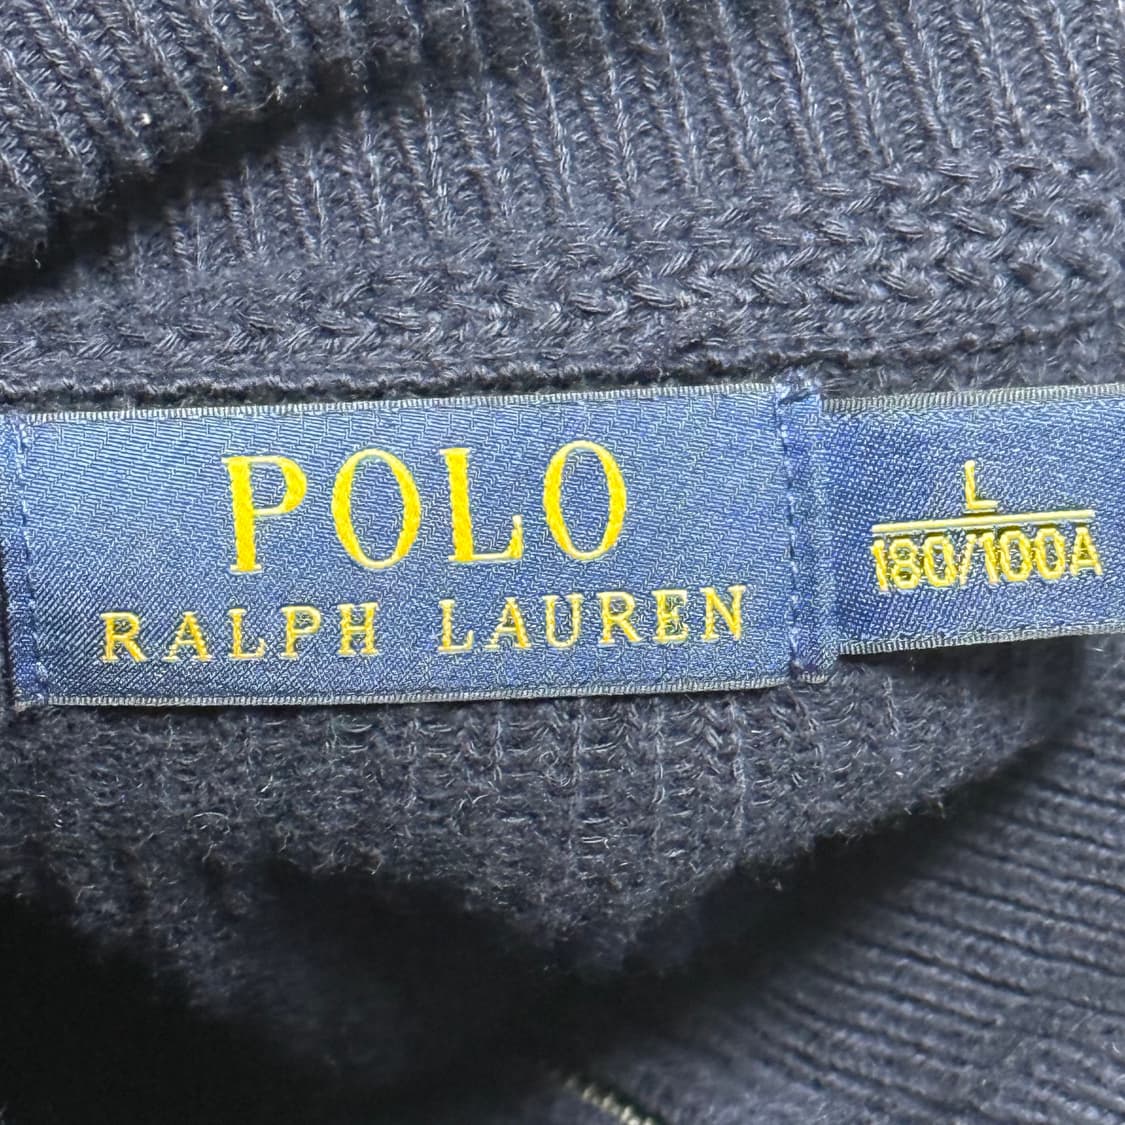 POLO
RALPH LAUREN
L
180/100A